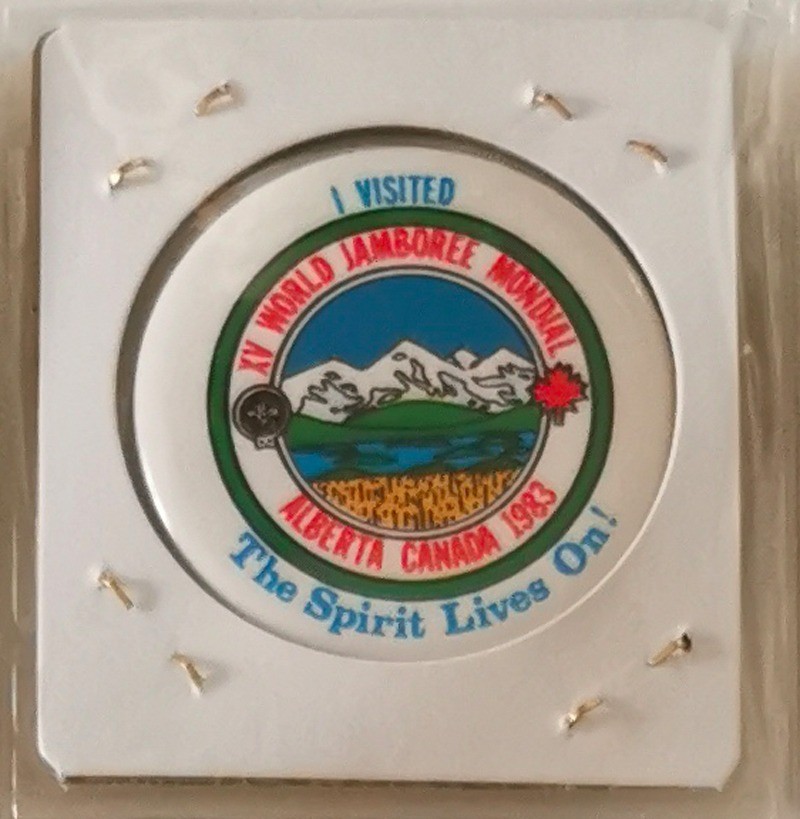 I VISITED
XV WORLD JAMBOREE MONDIAL
ALBERTA CANADA 1983
The Spirit Lives On!